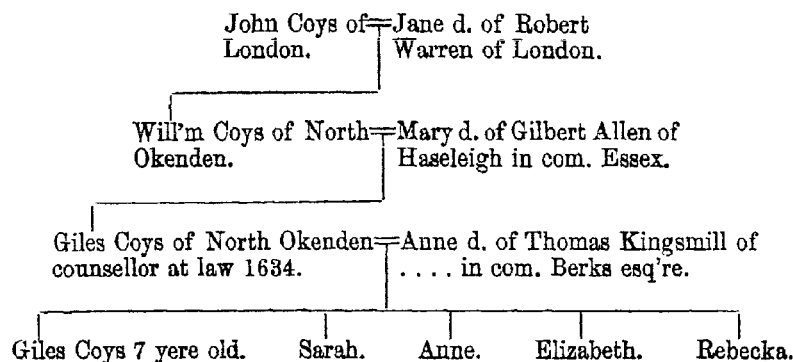 John Coys of London.
Jane d. of Robert Warren of London.
Will'm Coys of North Okenden.
Mary d. of Gilbert Allen of Haseleigh in com. Essex.
Giles Coys of North Okenden counsellor at law 1634.
Anne d. of Thomas Kingsmill of .... in com. Berks esq're.
Giles Coys 7 yere old. Sarah. Anne. Elizabeth. Rebecka.